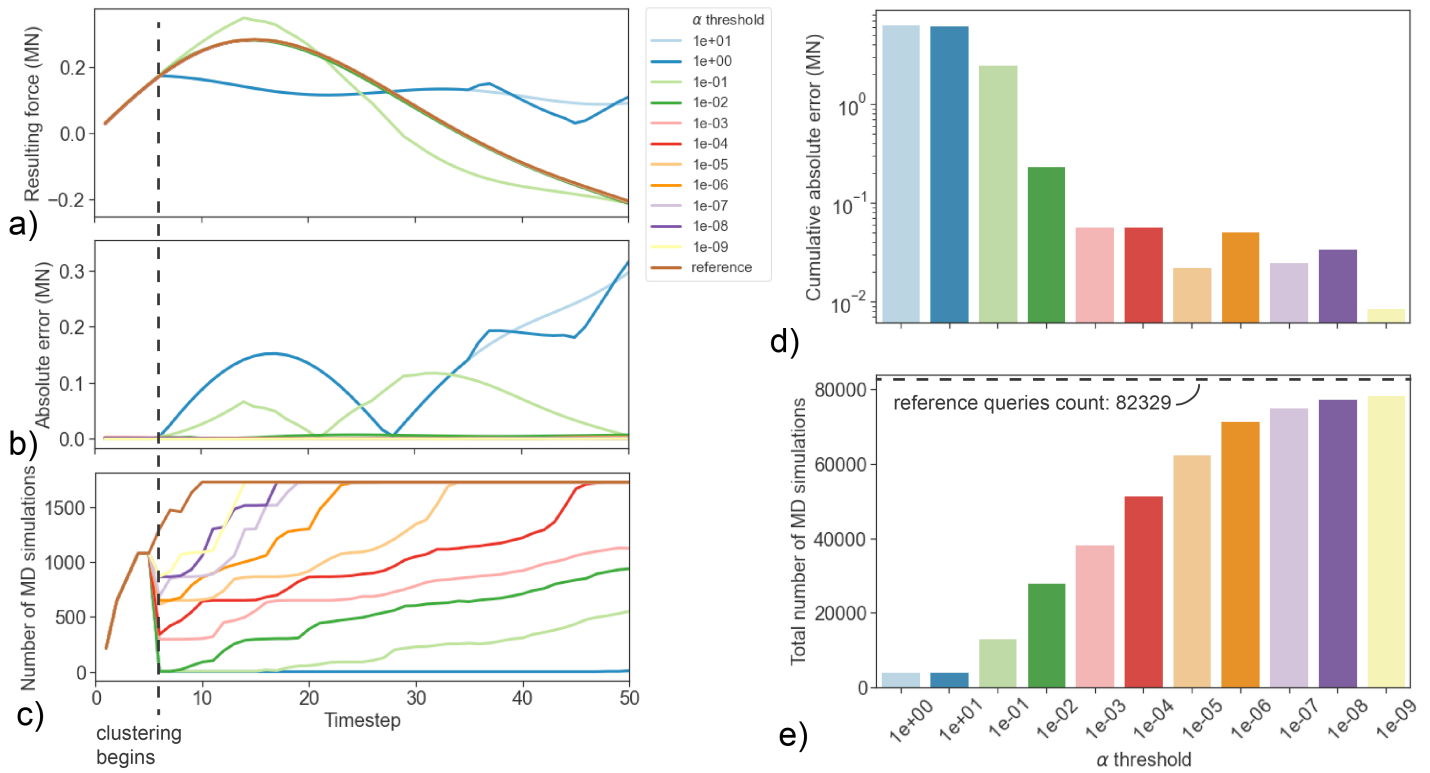 Resulting force (MN)
0.2
0.0
−0.2
a)
α threshold
1e+01
1e+00
1e-01
1e-02
1e-03
1e-04
1e-05
1e-06
1e-07
1e-08
1e-09
reference
Absolute error (MN)
0.3
0.2
0.1
0.0
b)
Number of MD simulations
1500
1000
500
0
c)
0
10
20
30
40
50
Timestep
clustering
begins
Cumulative absolute error (MN)
10⁰
10⁻¹
10⁻²
d)
Total number of MD simulations
80000
60000
40000
20000
0
reference queries count: 82329
e)
1e+00
1e+01
1e-01
1e-02
1e-03
1e-04
1e-05
1e-06
1e-07
1e-08
1e-09
α threshold